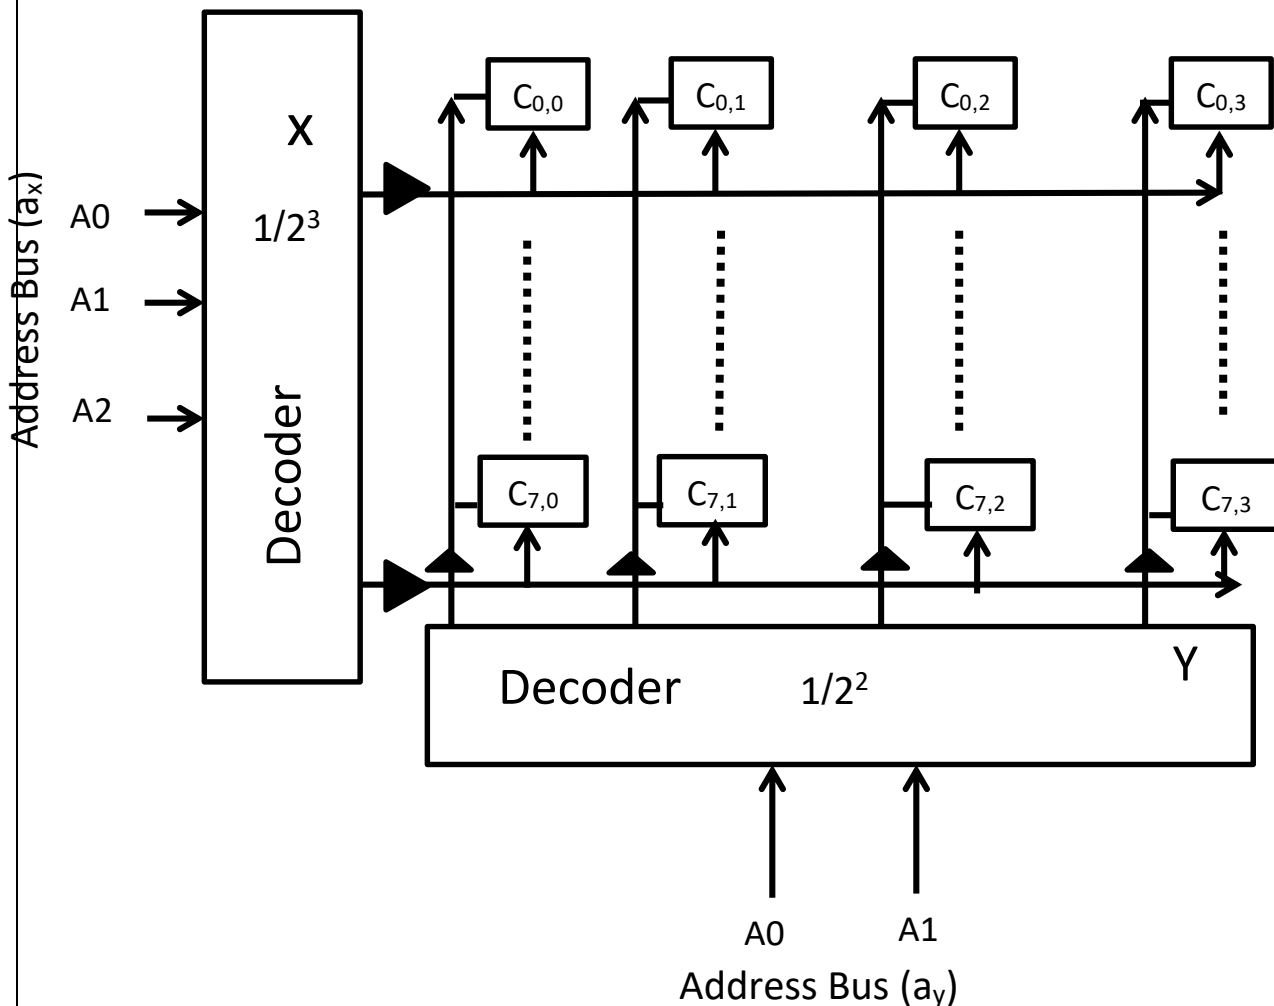 C0,0 C0,1 C0,2 C0,3
X
Address Bus (ax)
A0
1/2³
A1
A2
Decoder
C7,0 C7,1 C7,2 C7,3
Y
Decoder 1/2²
A0 A1
Address Bus (ay)